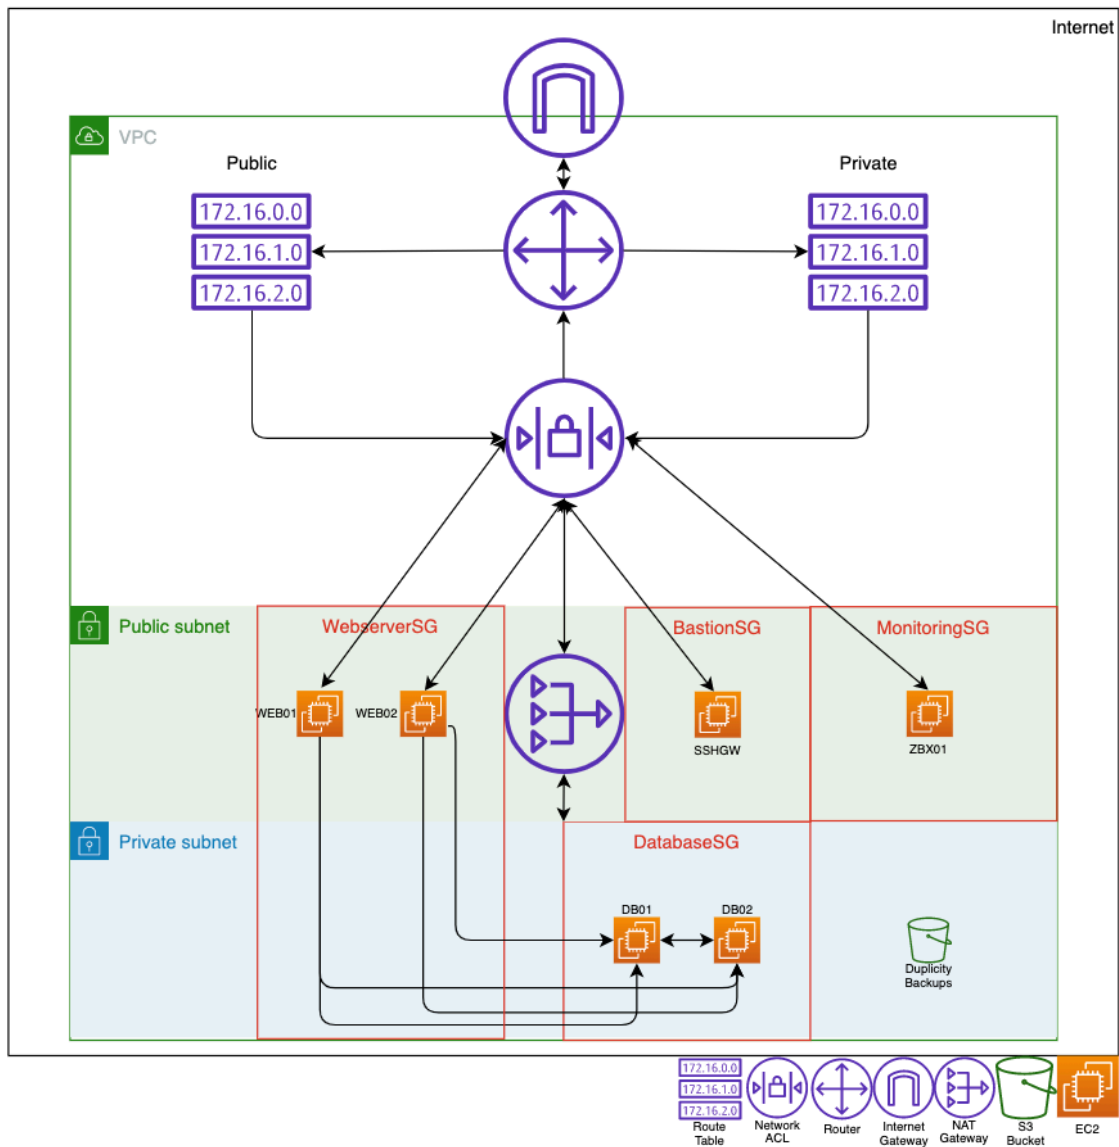 Internet
VPC
Public
Private
172.16.0.0
172.16.1.0
172.16.2.0
172.16.0.0
172.16.1.0
172.16.2.0
Public subnet
WebserverSG
BastionSG
MonitoringSG
WEB01
WEB02
SSHGW
ZBX01
Private subnet
DatabaseSG
DB01
DB02
Duplicity
Backups
172.16.0.0
172.16.1.0
172.16.2.0
Route
Table
Network
ACL
Router
Internet
Gateway
NAT
Gateway
S3
Bucket
EC2